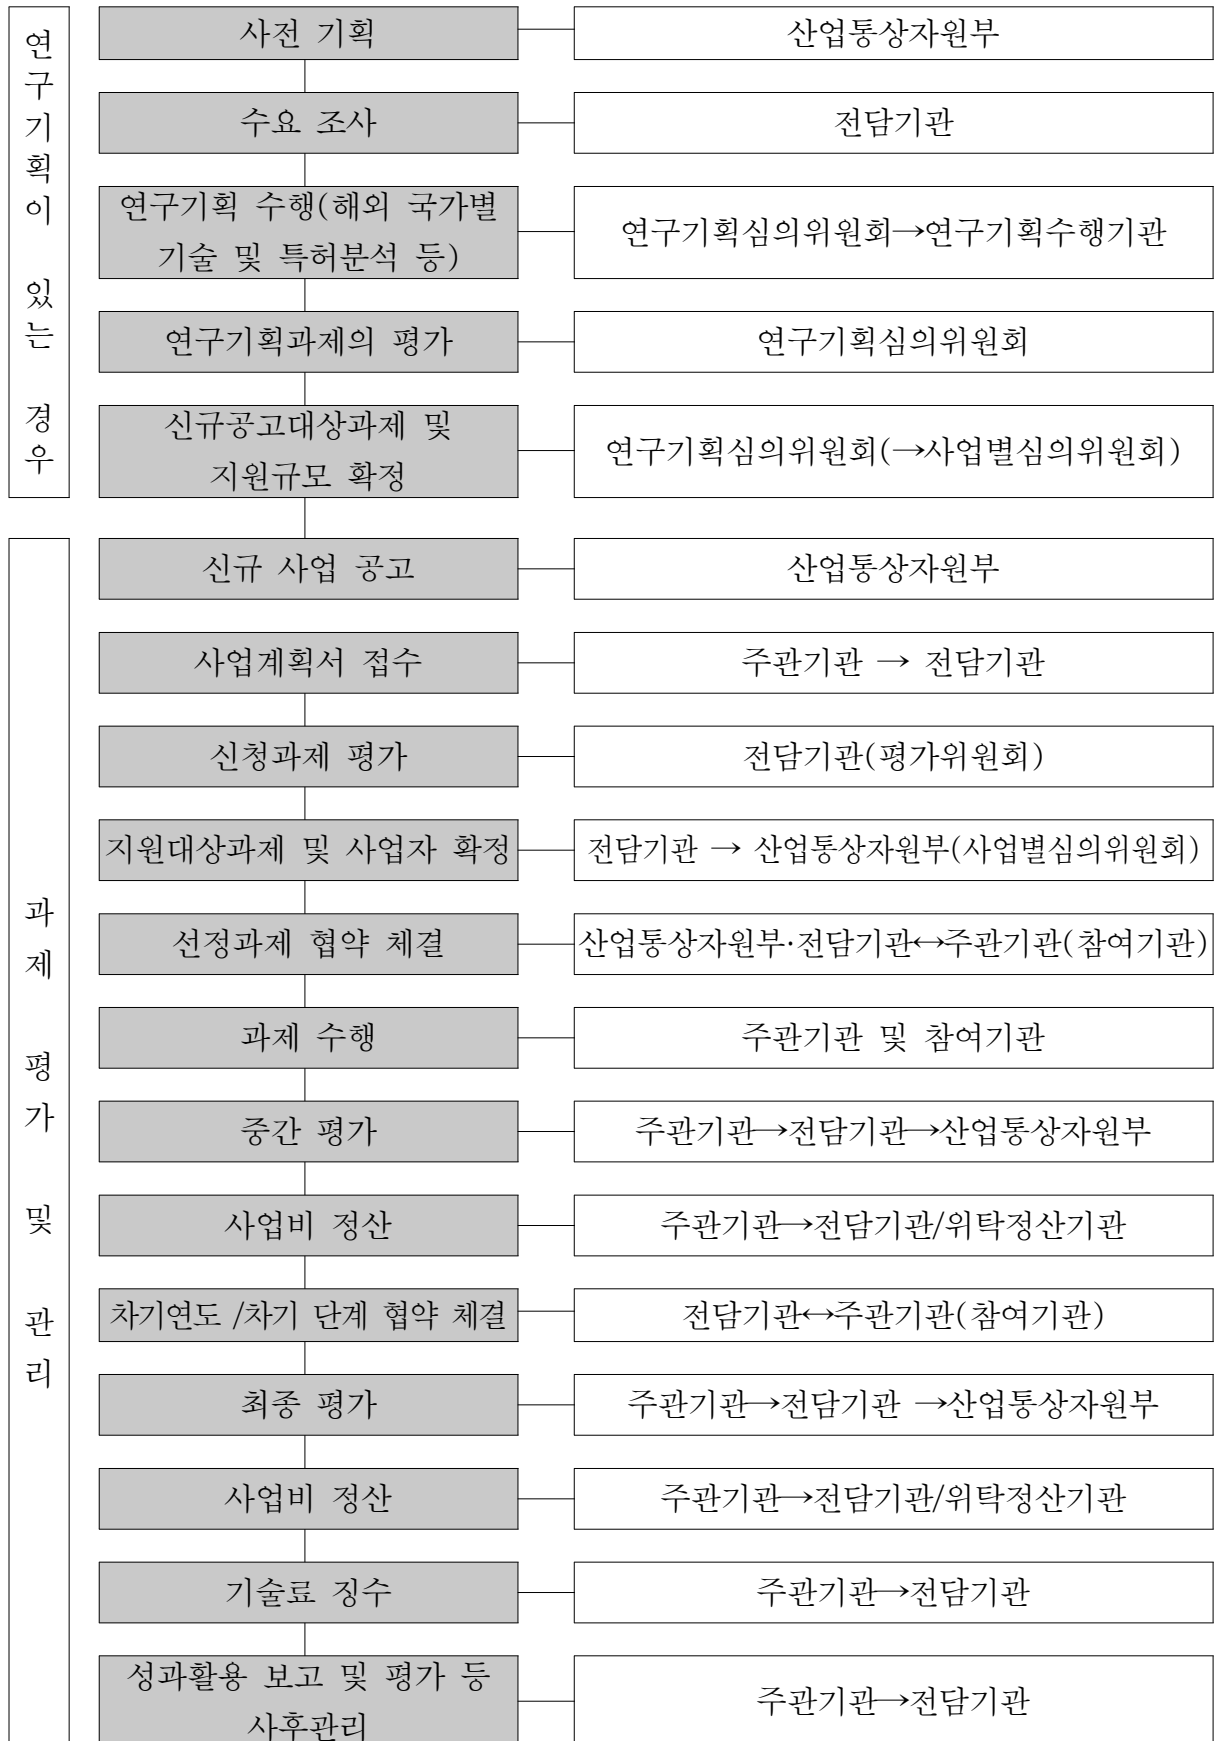 연구기획이 있는 경우
사전 기획
산업통상자원부
수요 조사
전담기관
연구기획 수행(해외 국가별
기술 및 특허분석 등)
연구기획심의위원회→연구기획수행기관
연구기획과제의 평가
연구기획심의위원회
신규공고대상과제 및
지원규모 확정
연구기획심의위원회(→사업별심의위원회)
과제 평가 및 관리
신규 사업 공고
산업통상자원부
사업계획서 접수
주관기관 → 전담기관
신청과제 평가
전담기관(평가위원회)
지원대상과제 및 사업자 확정
전담기관 → 산업통상자원부(사업별심의위원회)
선정과제 협약 체결
산업통상자원부·전담기관↔주관기관(참여기관)
과제 수행
주관기관 및 참여기관
중간 평가
주관기관→전담기관→산업통상자원부
사업비 정산
주관기관→전담기관/위탁정산기관
차기연도 /차기 단계 협약 체결
전담기관↔주관기관(참여기관)
최종 평가
주관기관→전담기관 →산업통상자원부
사업비 정산
주관기관→전담기관/위탁정산기관
기술료 징수
주관기관→전담기관
성과활용 보고 및 평가 등
사후관리
주관기관→전담기관